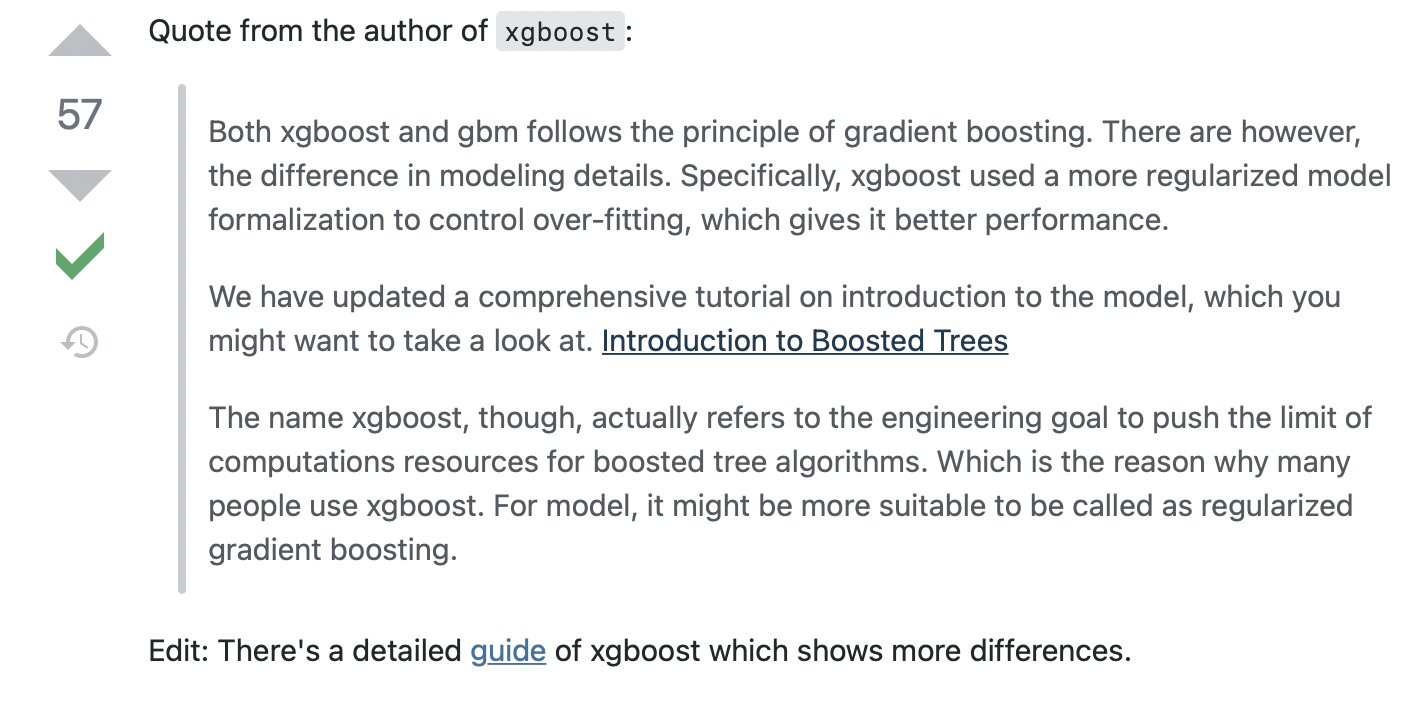 Quote from the author of xgboost:
57
Both xgboost and gbm follows the principle of gradient boosting. There are however,
the difference in modeling details. Specifically, xgboost used a more regularized model
formalization to control over-fitting, which gives it better performance.
We have updated a comprehensive tutorial on introduction to the model, which you
might want to take a look at. Introduction to Boosted Trees
The name xgboost, though, actually refers to the engineering goal to push the limit of
computations resources for boosted tree algorithms. Which is the reason why many
people use xgboost. For model, it might be more suitable to be called as regularized
gradient boosting.
Edit: There's a detailed guide of xgboost which shows more differences.